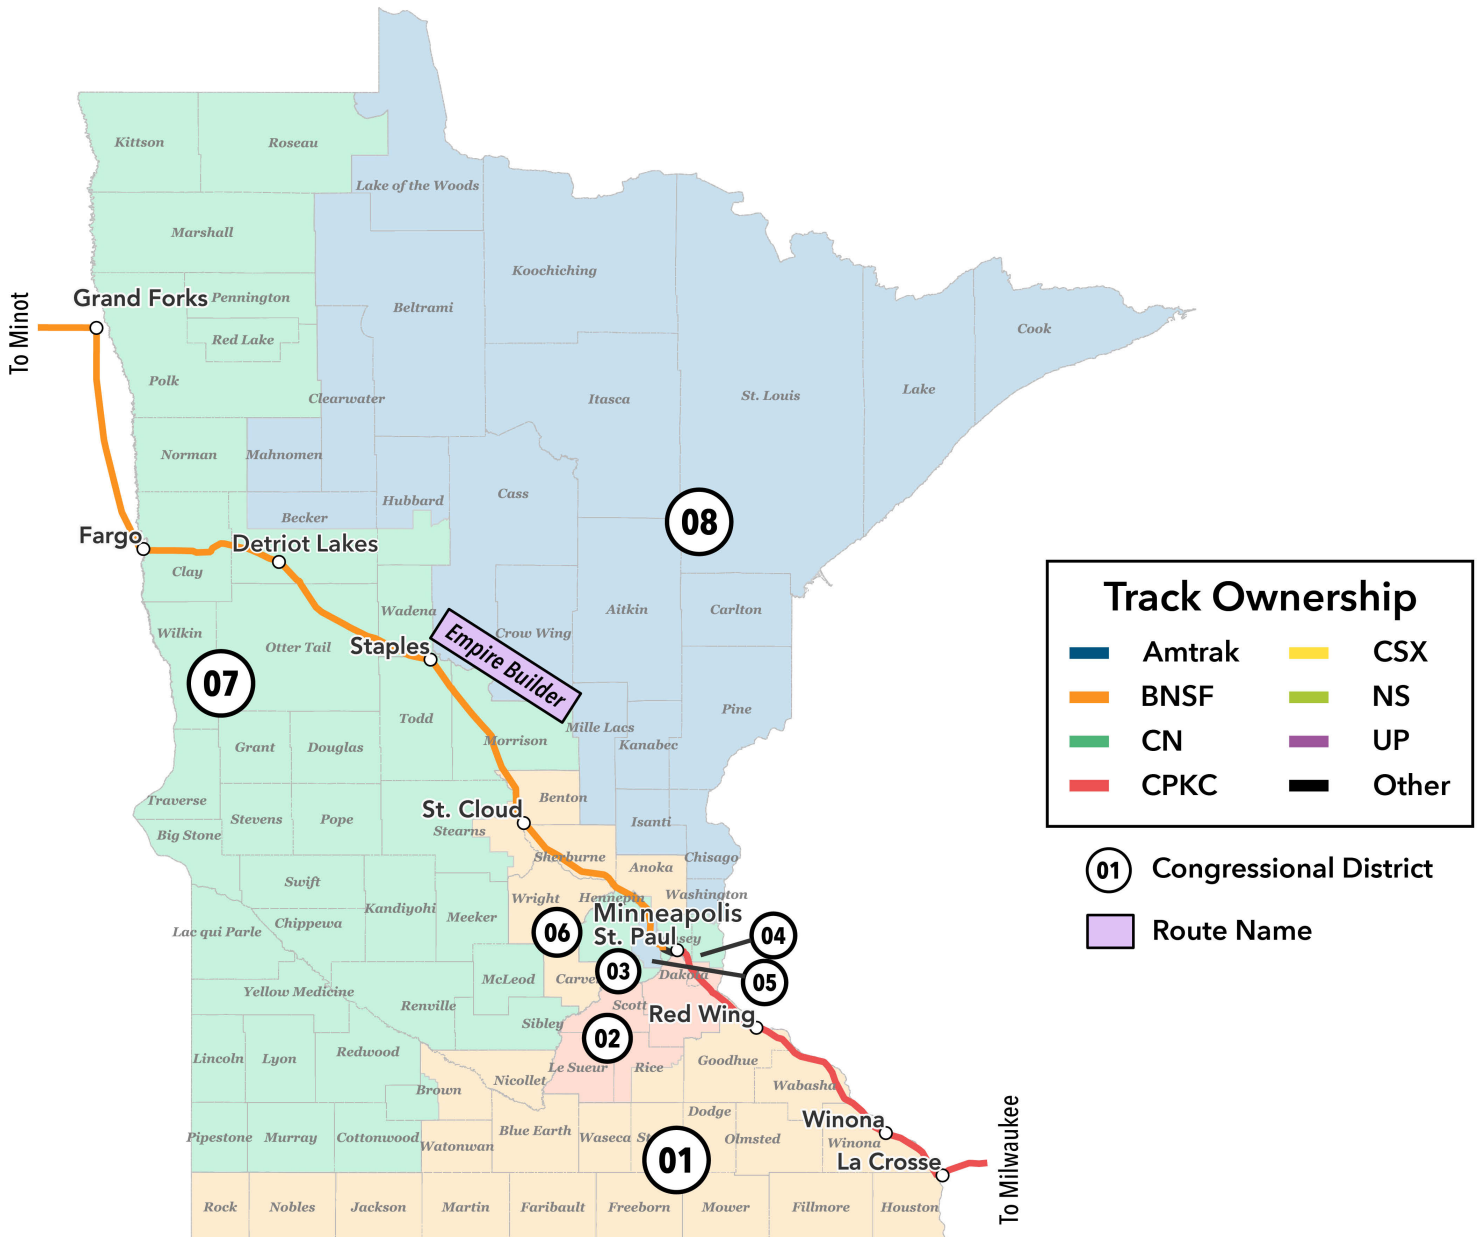 Kittson
Roseau
Lake of the Woods
Marshall
Koochiching
Grand Forks
Pennington
Beltrami
To Minot
Cook
Red Lake
Polk
Clearwater
Itasca
St. Louis
Lake
Norman
Mahnomen
Cass
Hubbard
Becker
08
Fargo
Detriot Lakes
Clay
Wadena
Aitkin
Carlton
Wilkin
Otter Tail
Crow Wing
Staples
Empire Builder
07
Todd
Pine
Mille Lacs
Morrison
Kanabec
Grant
Douglas
Traverse
Benton
St. Cloud
Stevens
Pope
Stearns
Isanti
Big Stone
Sherburne
Chisago
Anoka
Swift
Wright
Hennepin
Washington
Kandiyohi
Meeker
Minneapolis
Chippewa
Lac qui Parle
06
St. Paul
sey
04
03
Dakota
05
McLeod
Carve
Yellow Medicine
Renville
Scott
Red Wing
Sibley
02
Lincoln
Lyon
Redwood
Le Sueur
Rice
Goodhue
Nicollet
Brown
Wabasha
Dodge
Winona
Pipestone
Murray
Cottonwood
Watonwan
Blue Earth
Waseca
St
Olmsted
Winona
01
La Crosse
To Milwaukee
Rock
Nobles
Jackson
Martin
Faribault
Freeborn
Mower
Fillmore
Houston
Track Ownership
Amtrak
CSX
BNSF
NS
CN
UP
CPKC
Other
01
Congressional District
Route Name